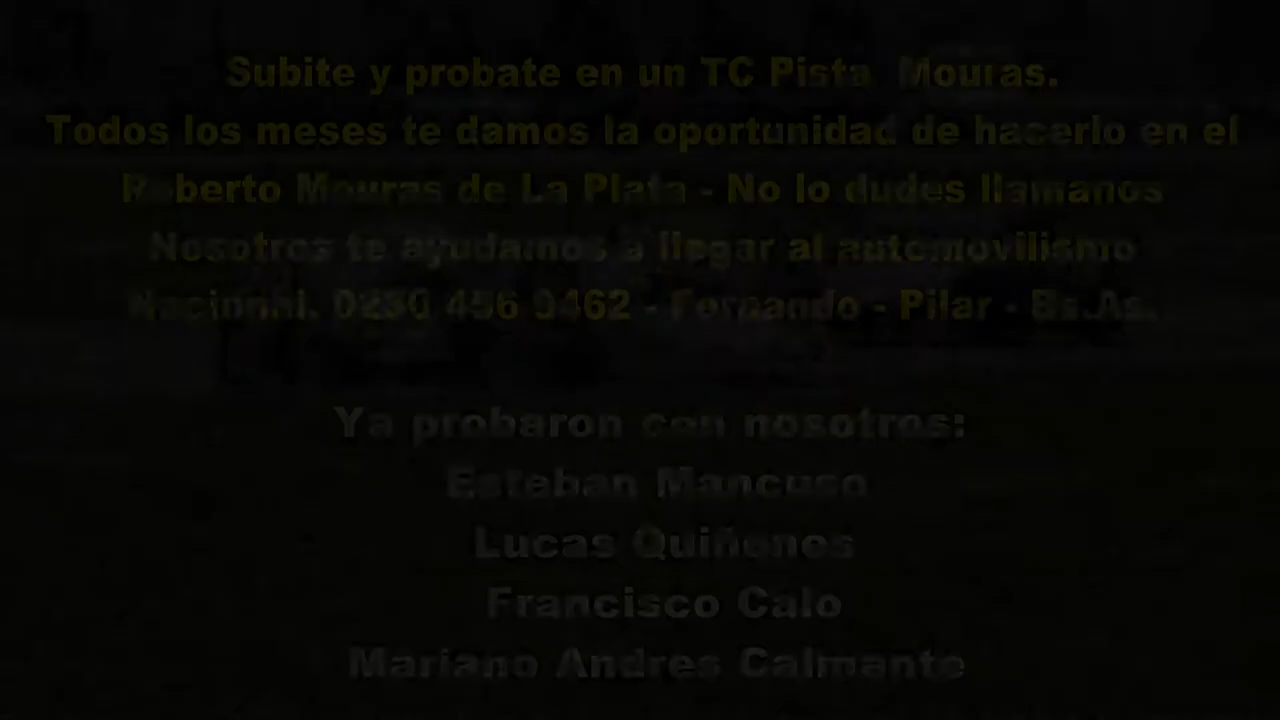 Subite y probate en un TC Pista Mouras.
Todos los meses te damos la oportunidad de hacerlo en el
Roberto Mouras de La Plata - No lo dudes llamanos
Nosotros te ayudamos a llegar al automovilismo
Nacional. 0230 456 9462 - Fernando - Pilar - Bs.As.
Ya probaron con nosotros:
Esteban Mancuso
Lucas Quiñones
Francisco Calo
Mariano Andres Calmante